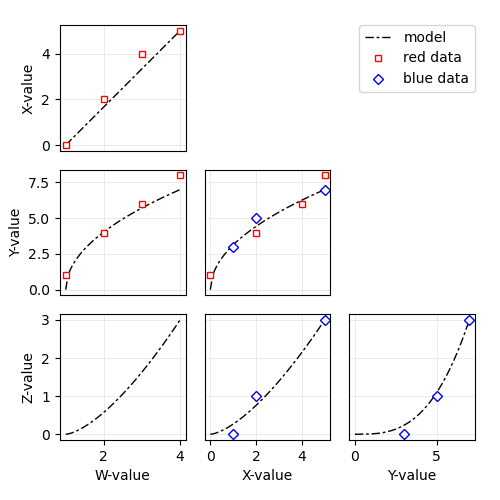 model
red data
blue data
4
2
0
X-value
7.5
5.0
2.5
0.0
Y-value
3
2
1
0
Z-value
2 4
0 2 4
0 5
W-value
X-value
Y-value